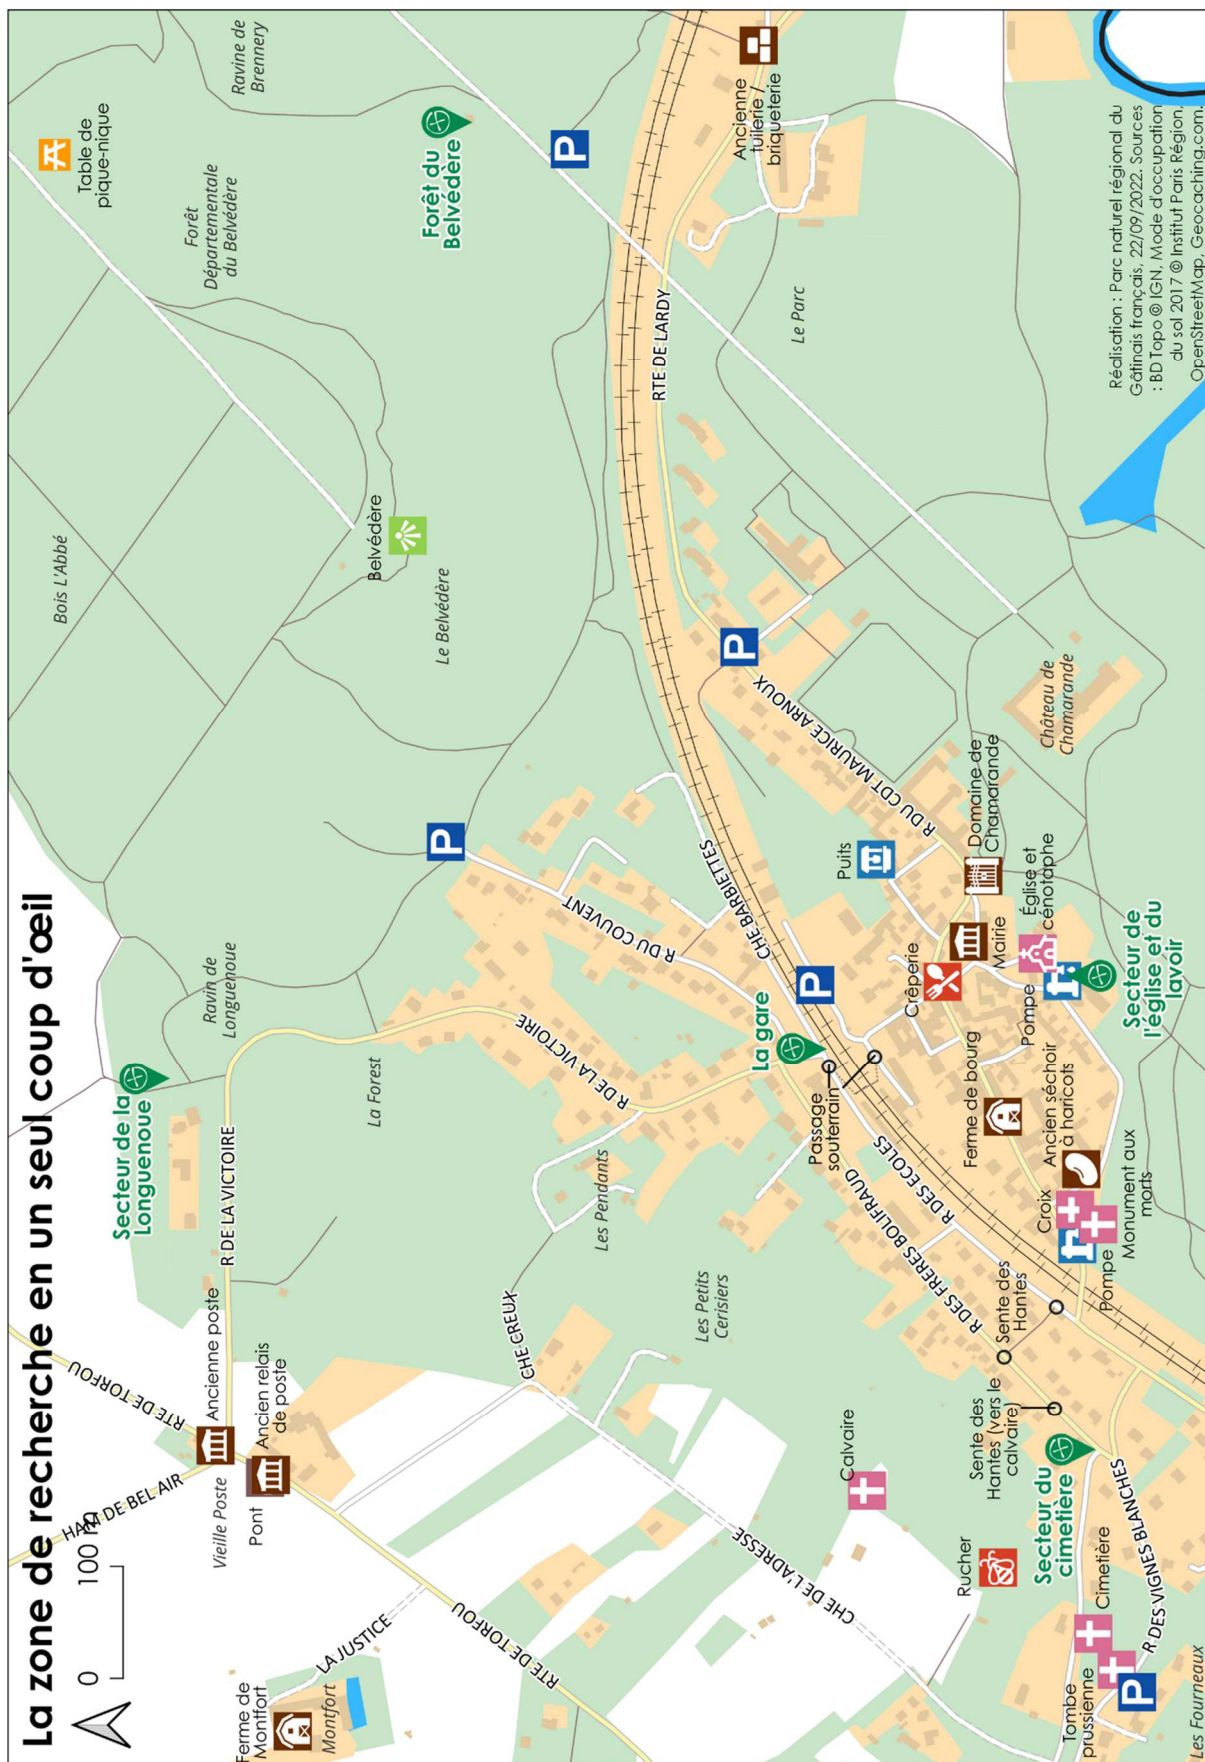 La zone de recherche en un seul coup d'œil
0
100 m
HAM DE BEL AIR
RTE DE TORFOU
Vieille Poste
Ancienne poste
Pont
Ancien relais
de poste
R DE LA VICTOIRE
Secteur de la
Longuenoue
Ravin de
Longuenoue
Bois L'Abbé
Table de
pique-nique
Forêt
Départementale
du Belvédère
Ravine de
Brennery
Forêt du
Belvédère
P
Belvédère
Le Belvédère
La Forest
Ferme de
Montfort
Montfort
LA JUSTICE
RTE DE TORFOU
CHE CREUX
Les Pendants
R DE LA VICTOIRE
R DU COUVENT
P
Les Petits
Cerisiers
CHE DE L'ADRESSE
Calvaire
La gare
P
Passage
souterrain
CHE BARBIETTES
RTE DE LARDY
P
Ancienne
tuilerie /
briqueterie
Le Parc
R DU CDT MAURICE ARNOUX
Puits
Crêperie
Mairie
Domaine de
Chamarande
Château de
Chamarande
Église et
cénotaphe
Pompe
Secteur de
l'église et du
lavoir
R DES ECOLES
R DES FRÈRES BOLIFRAUD
Ferme de bourg
Ancien séchoir
à haricots
Croix
Pompe
Monument aux
morts
Sente des
Hantes
Sente des
Hantes (vers le
calvaire)
Rucher
Secteur du
cimetière
Cimetière
Tombe
prussienne
P
R DES VIGNES BLANCHES
Les Fourneaux
Réalisation : Parc naturel régional du
Gâtinais français, 22/09/2022. Sources
: BD Topo © IGN, Mode d'occupation
du sol 2017 © Institut Paris Région,
OpenStreetMap, Geocaching.com.